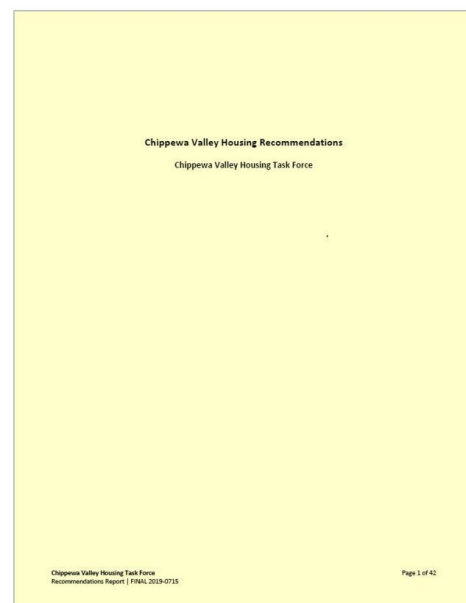 Chippewa Valley Housing Recommendations
Chippewa Valley Housing Task Force
Chippewa Valley Housing Task Force
Recommendations Report | FINAL 2019-0715
Page 1 of 42